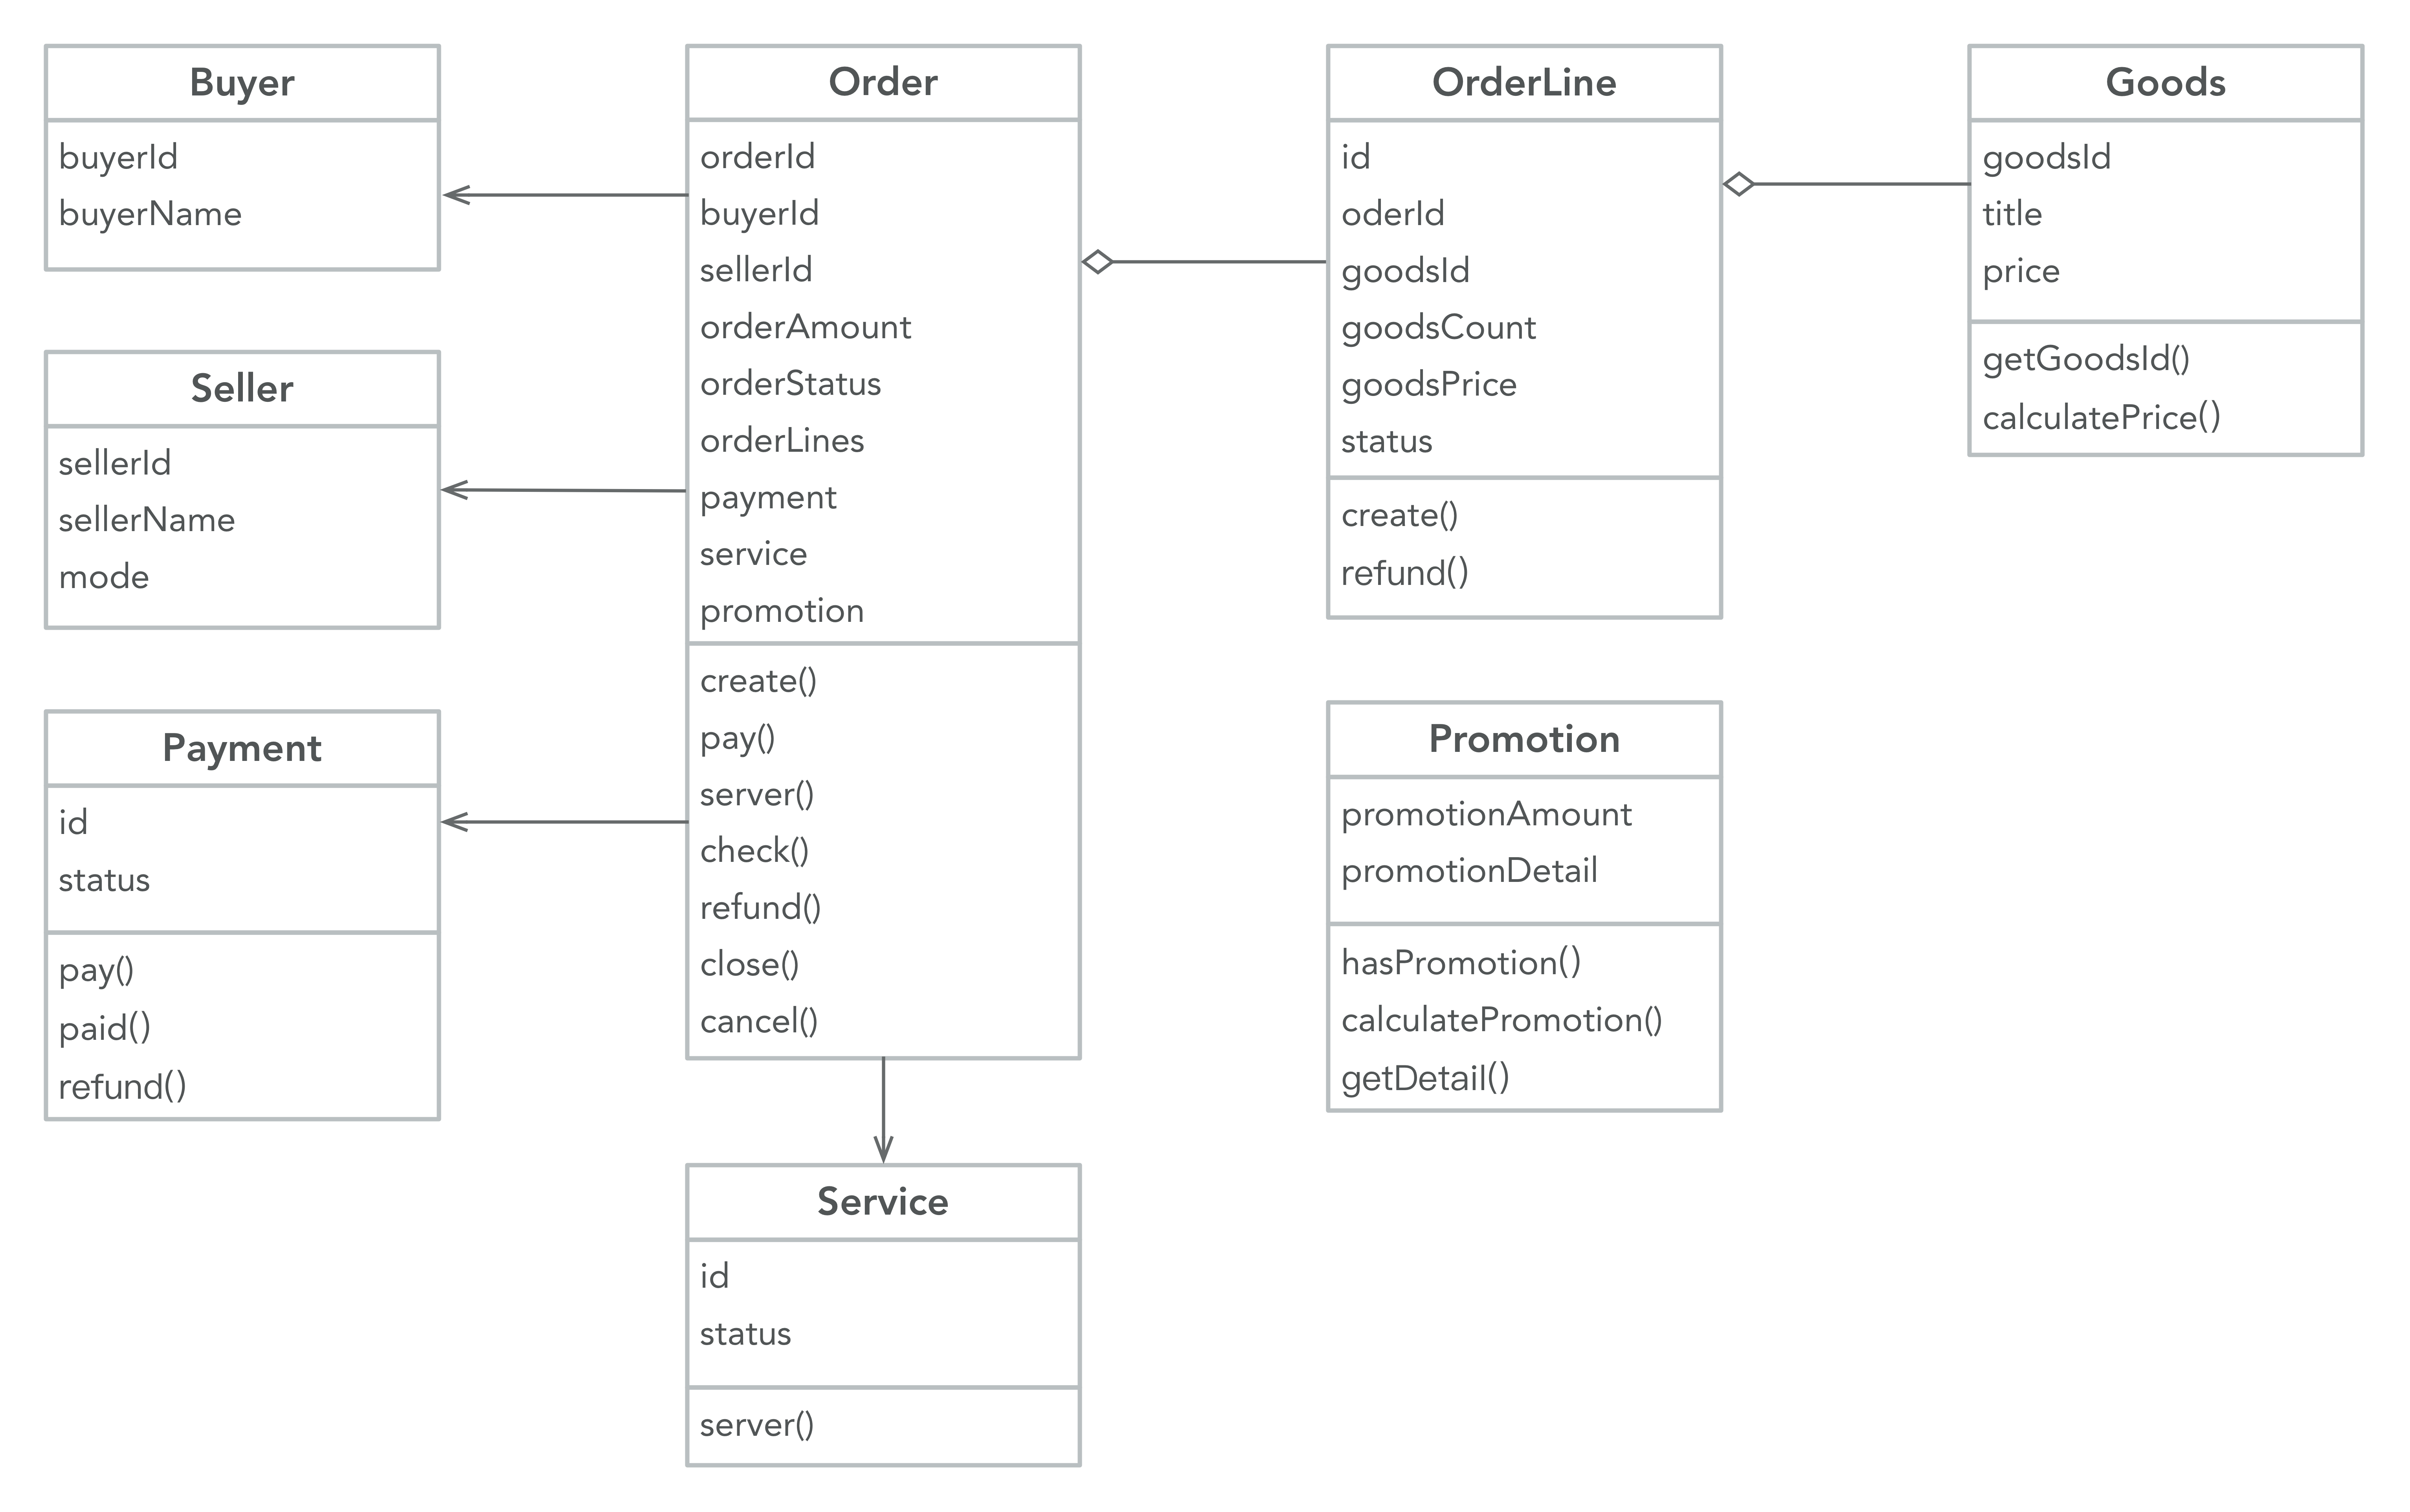 Buyer
buyerId
buyerName
Seller
sellerId
sellerName
mode
Payment
id
status
pay()
paid()
refund()
Order
orderId
buyerId
sellerId
orderAmount
orderStatus
orderLines
payment
service
promotion
create()
pay()
server()
check()
refund()
close()
cancel()
Service
id
status
server()
OrderLine
id
oderId
goodsId
goodsCount
goodsPrice
status
create()
refund()
Promotion
promotionAmount
promotionDetail
hasPromotion()
calculatePromotion()
getDetail()
Goods
goodsId
title
price
getGoodsId()
calculatePrice()